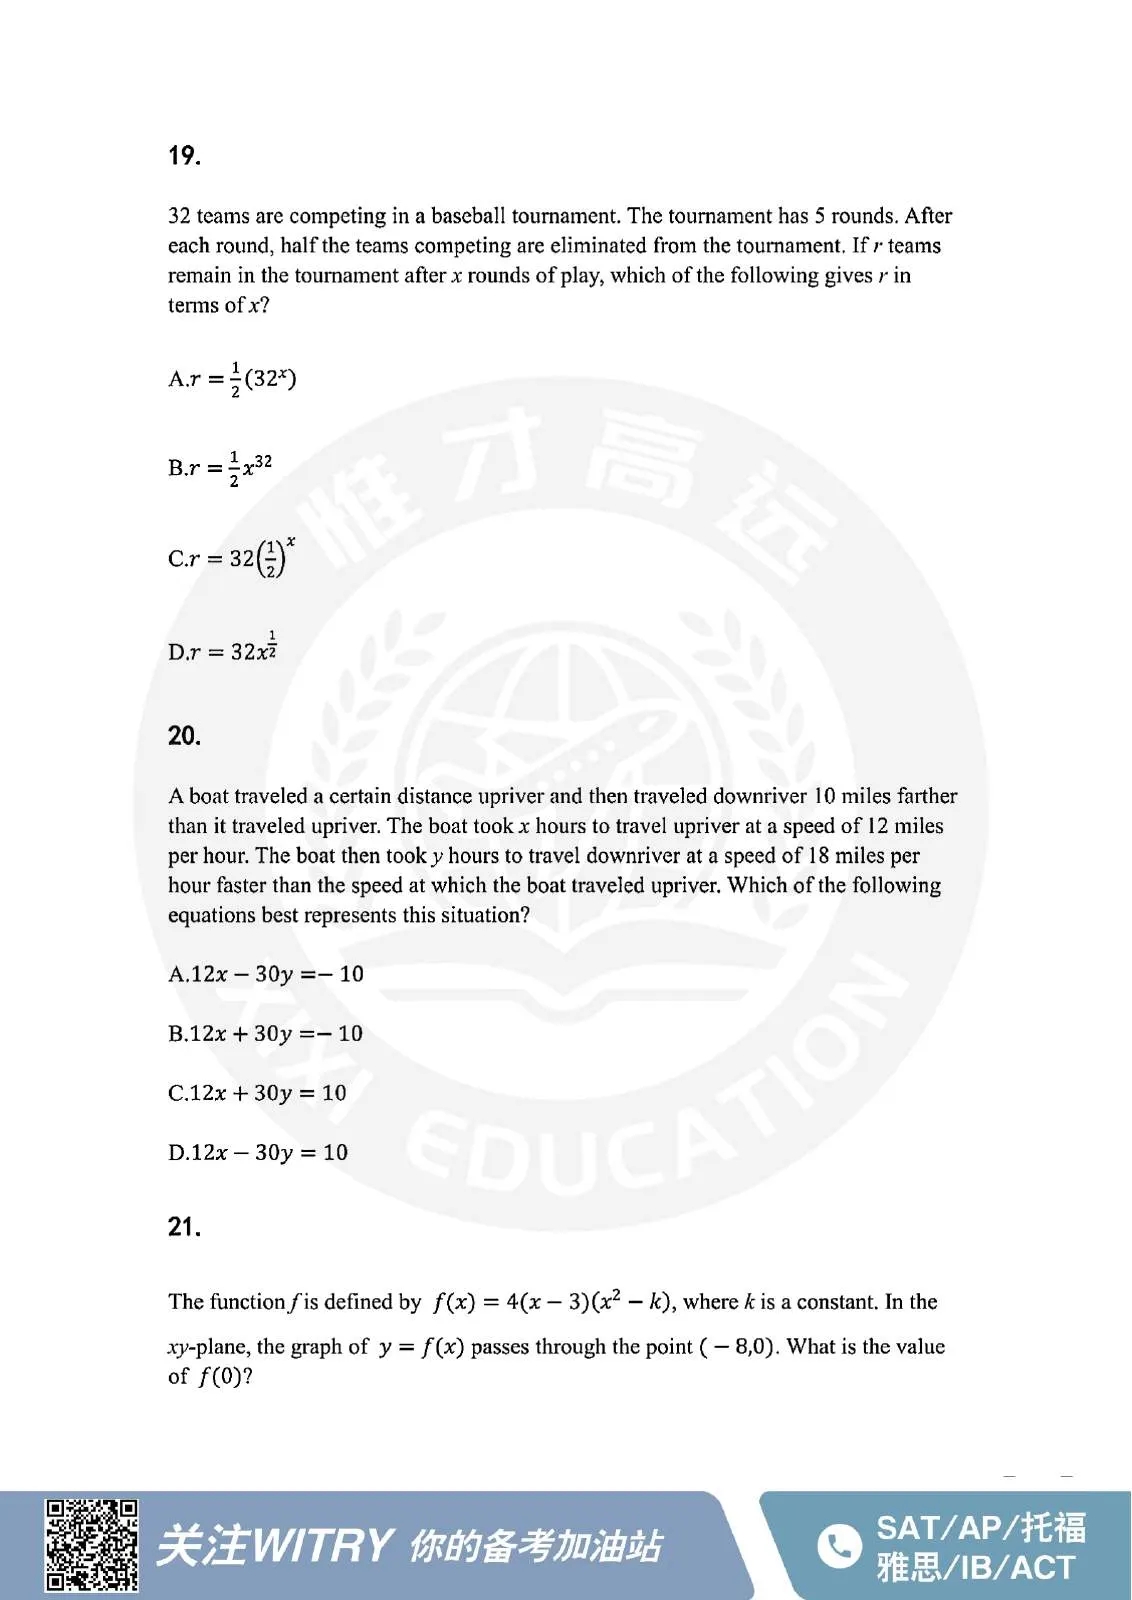 19.
32 teams are competing in a baseball tournament. The tournament has 5 rounds. After
each round, half the teams competing are eliminated from the tournament. If r teams
remain in the tournament after x rounds of play, which of the following gives r in
terms of x?
A.r = 1/2(32^x)
B.r = 1/2x^32
C.r = 32(1/2)^x
D.r = 32x^1/2
20.
A boat traveled a certain distance upriver and then traveled downriver 10 miles farther
than it traveled upriver. The boat took x hours to travel upriver at a speed of 12 miles
per hour. The boat then took y hours to travel downriver at a speed of 18 miles per
hour faster than the speed at which the boat traveled upriver. Which of the following
equations best represents this situation?
A.12x − 30y =− 10
B.12x + 30y =− 10
C.12x + 30y = 10
D.12x − 30y = 10
21.
The function f is defined by f(x) = 4(x − 3)(x² − k), where k is a constant. In the
xy-plane, the graph of y = f(x) passes through the point ( − 8,0). What is the value
of f(0)?
惟才高远
XIXI EDUCATION
关注WITRY 你的备考加油站
SAT/AP/托福
雅思/IB/ACT